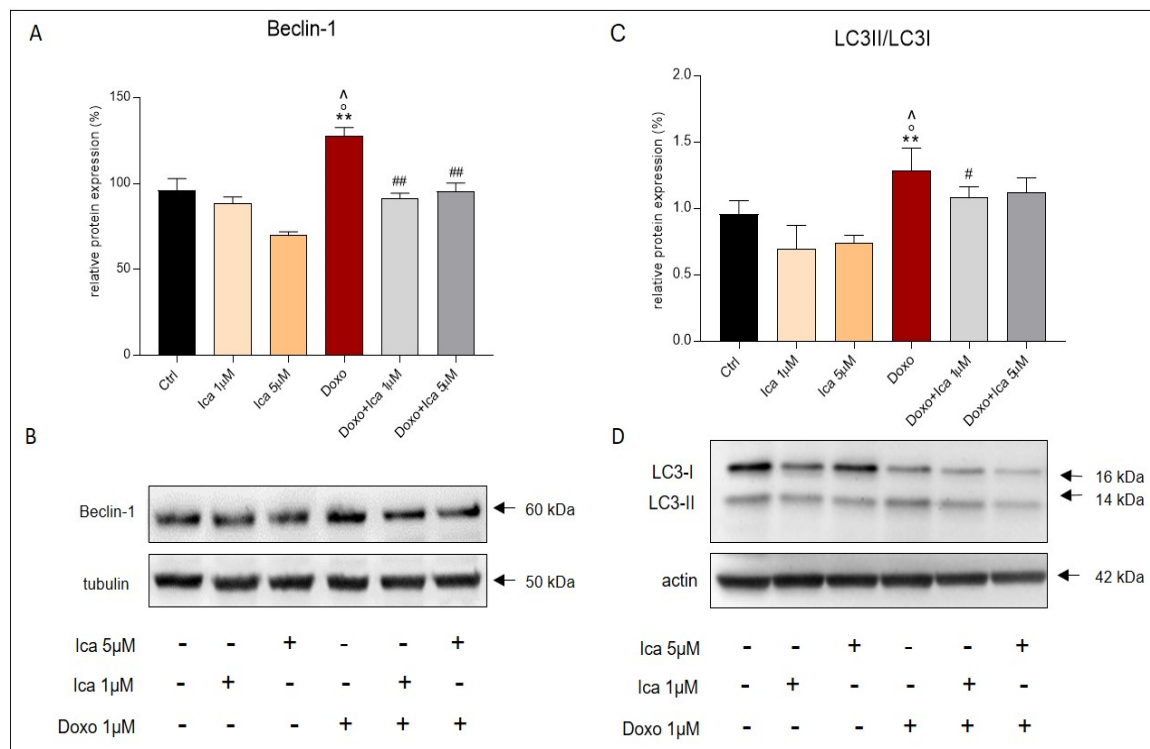 A
Beclin-1
relative protein expression (%)
150
100
50
0
^
°
**
##
##
Ctrl
Ica 1µM
Ica 5µM
Doxo
Doxo+Ica 1µM
Doxo+Ica 5µM
C
LC3II/LC3I
relative protein expression (%)
2.0
1.5
1.0
0.5
0.0
^
°
**
#
Ctrl
Ica 1µM
Ica 5µM
Doxo
Doxo+Ica 1µM
Doxo+Ica 5µM
B
Beclin-1
60 kDa
tubulin
50 kDa
Ica 5µM - - + - - +
Ica 1µM - + - - + -
Doxo 1µM - - - + + +
D
LC3-I
16 kDa
LC3-II
14 kDa
actin
42 kDa
Ica 5µM - - + - - +
Ica 1µM - + - - + -
Doxo 1µM - - - + + +